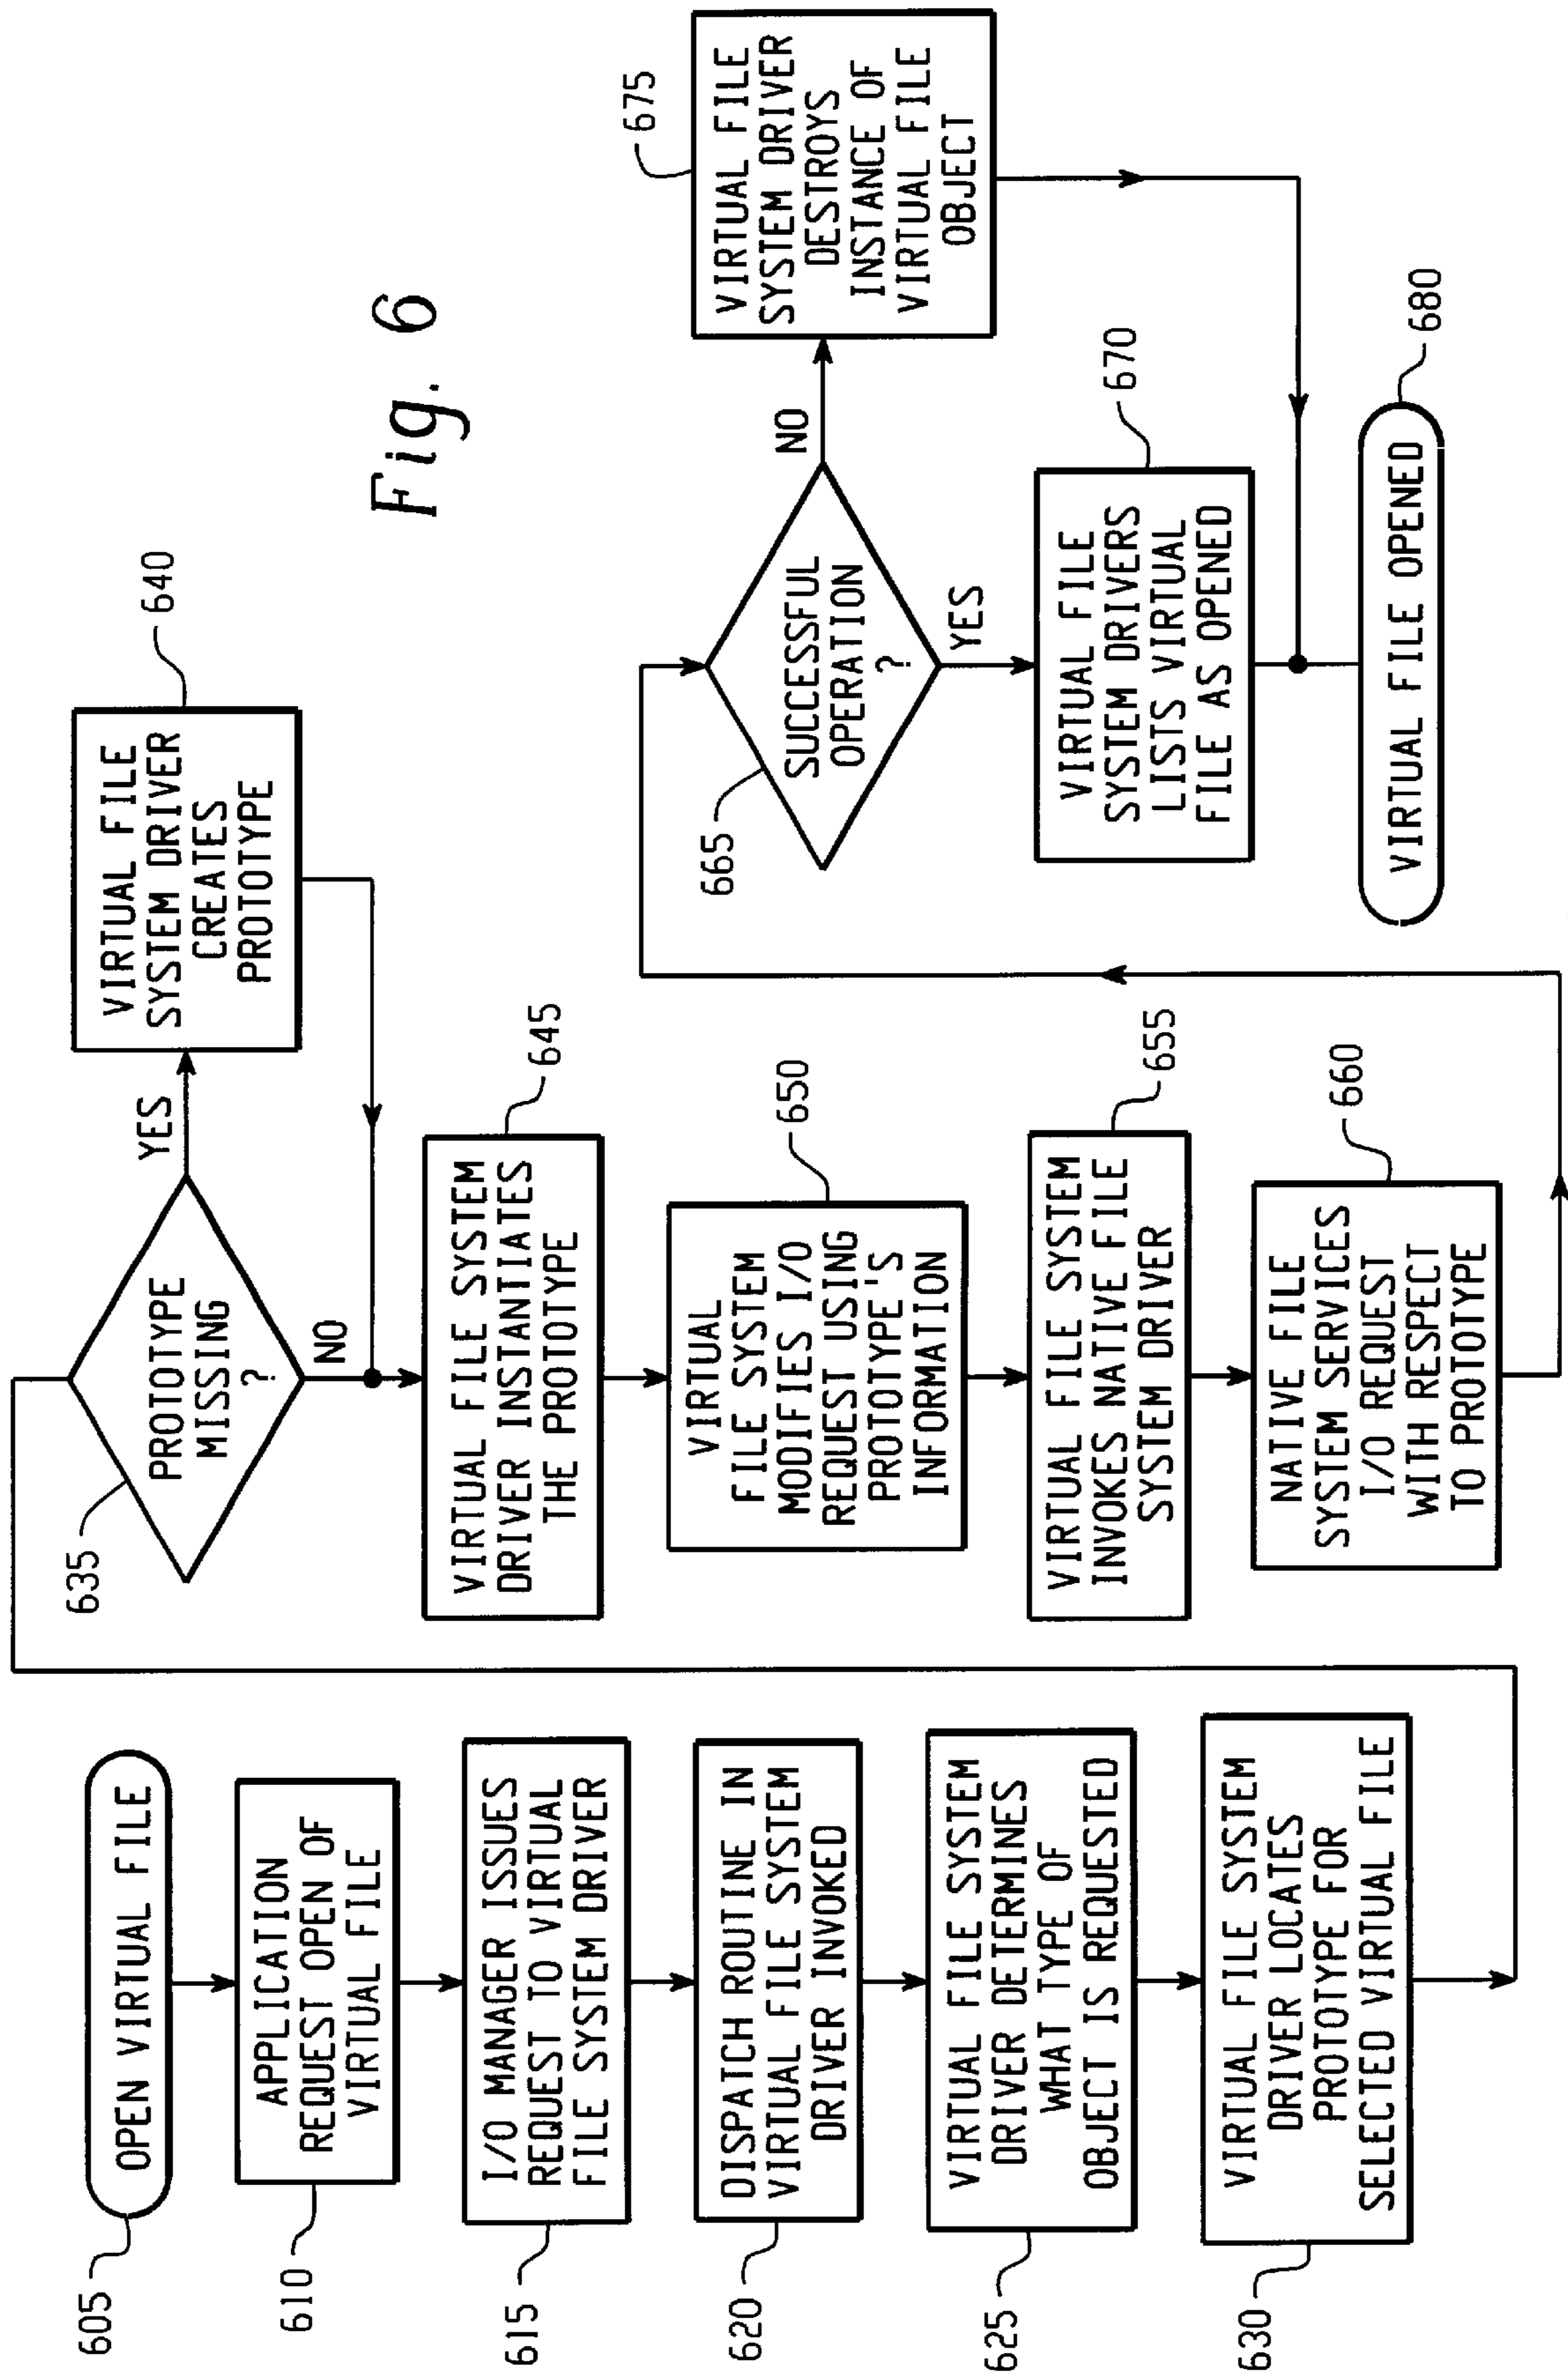 605
OPEN VIRTUAL FILE
610
APPLICATION
REQUEST OPEN OF
VIRTUAL FILE
615
I/O MANAGER ISSUES
REQUEST TO VIRTUAL
FILE SYSTEM DRIVER
620
DISPATCH ROUTINE IN
VIRTUAL FILE SYSTEM
DRIVER INVOKED
625
VIRTUAL FILE SYSTEM
DRIVER DETERMINES
WHAT TYPE OF
OBJECT IS REQUESTED
630
VIRTUAL FILE SYSTEM
DRIVER LOCATES
PROTOTYPE FOR
SELECTED VIRTUAL FILE
635
PROTOTYPE
MISSING
?
YES
NO
640
VIRTUAL FILE
SYSTEM DRIVER
CREATES
PROTOTYPE
645
VIRTUAL FILE SYSTEM
DRIVER INSTANTIATES
THE PROTOTYPE
650
VIRTUAL
FILE SYSTEM
MODIFIES I/O
REQUEST USING
PROTOTYPE'S
INFORMATION
655
VIRTUAL FILE SYSTEM
INVOKES NATIVE FILE
SYSTEM DRIVER
660
NATIVE FILE
SYSTEM SERVICES
I/O REQUEST
WITH RESPECT
TO PROTOTYPE
Fig. 6
665
SUCCESSFUL
OPERATION
?
NO
YES
675
VIRTUAL FILE
SYSTEM DRIVER
DESTROYS
INSTANCE OF
VIRTUAL FILE
OBJECT
670
VIRTUAL FILE
SYSTEM DRIVERS
LISTS VIRTUAL
FILE AS OPENED
680
VIRTUAL FILE OPENED